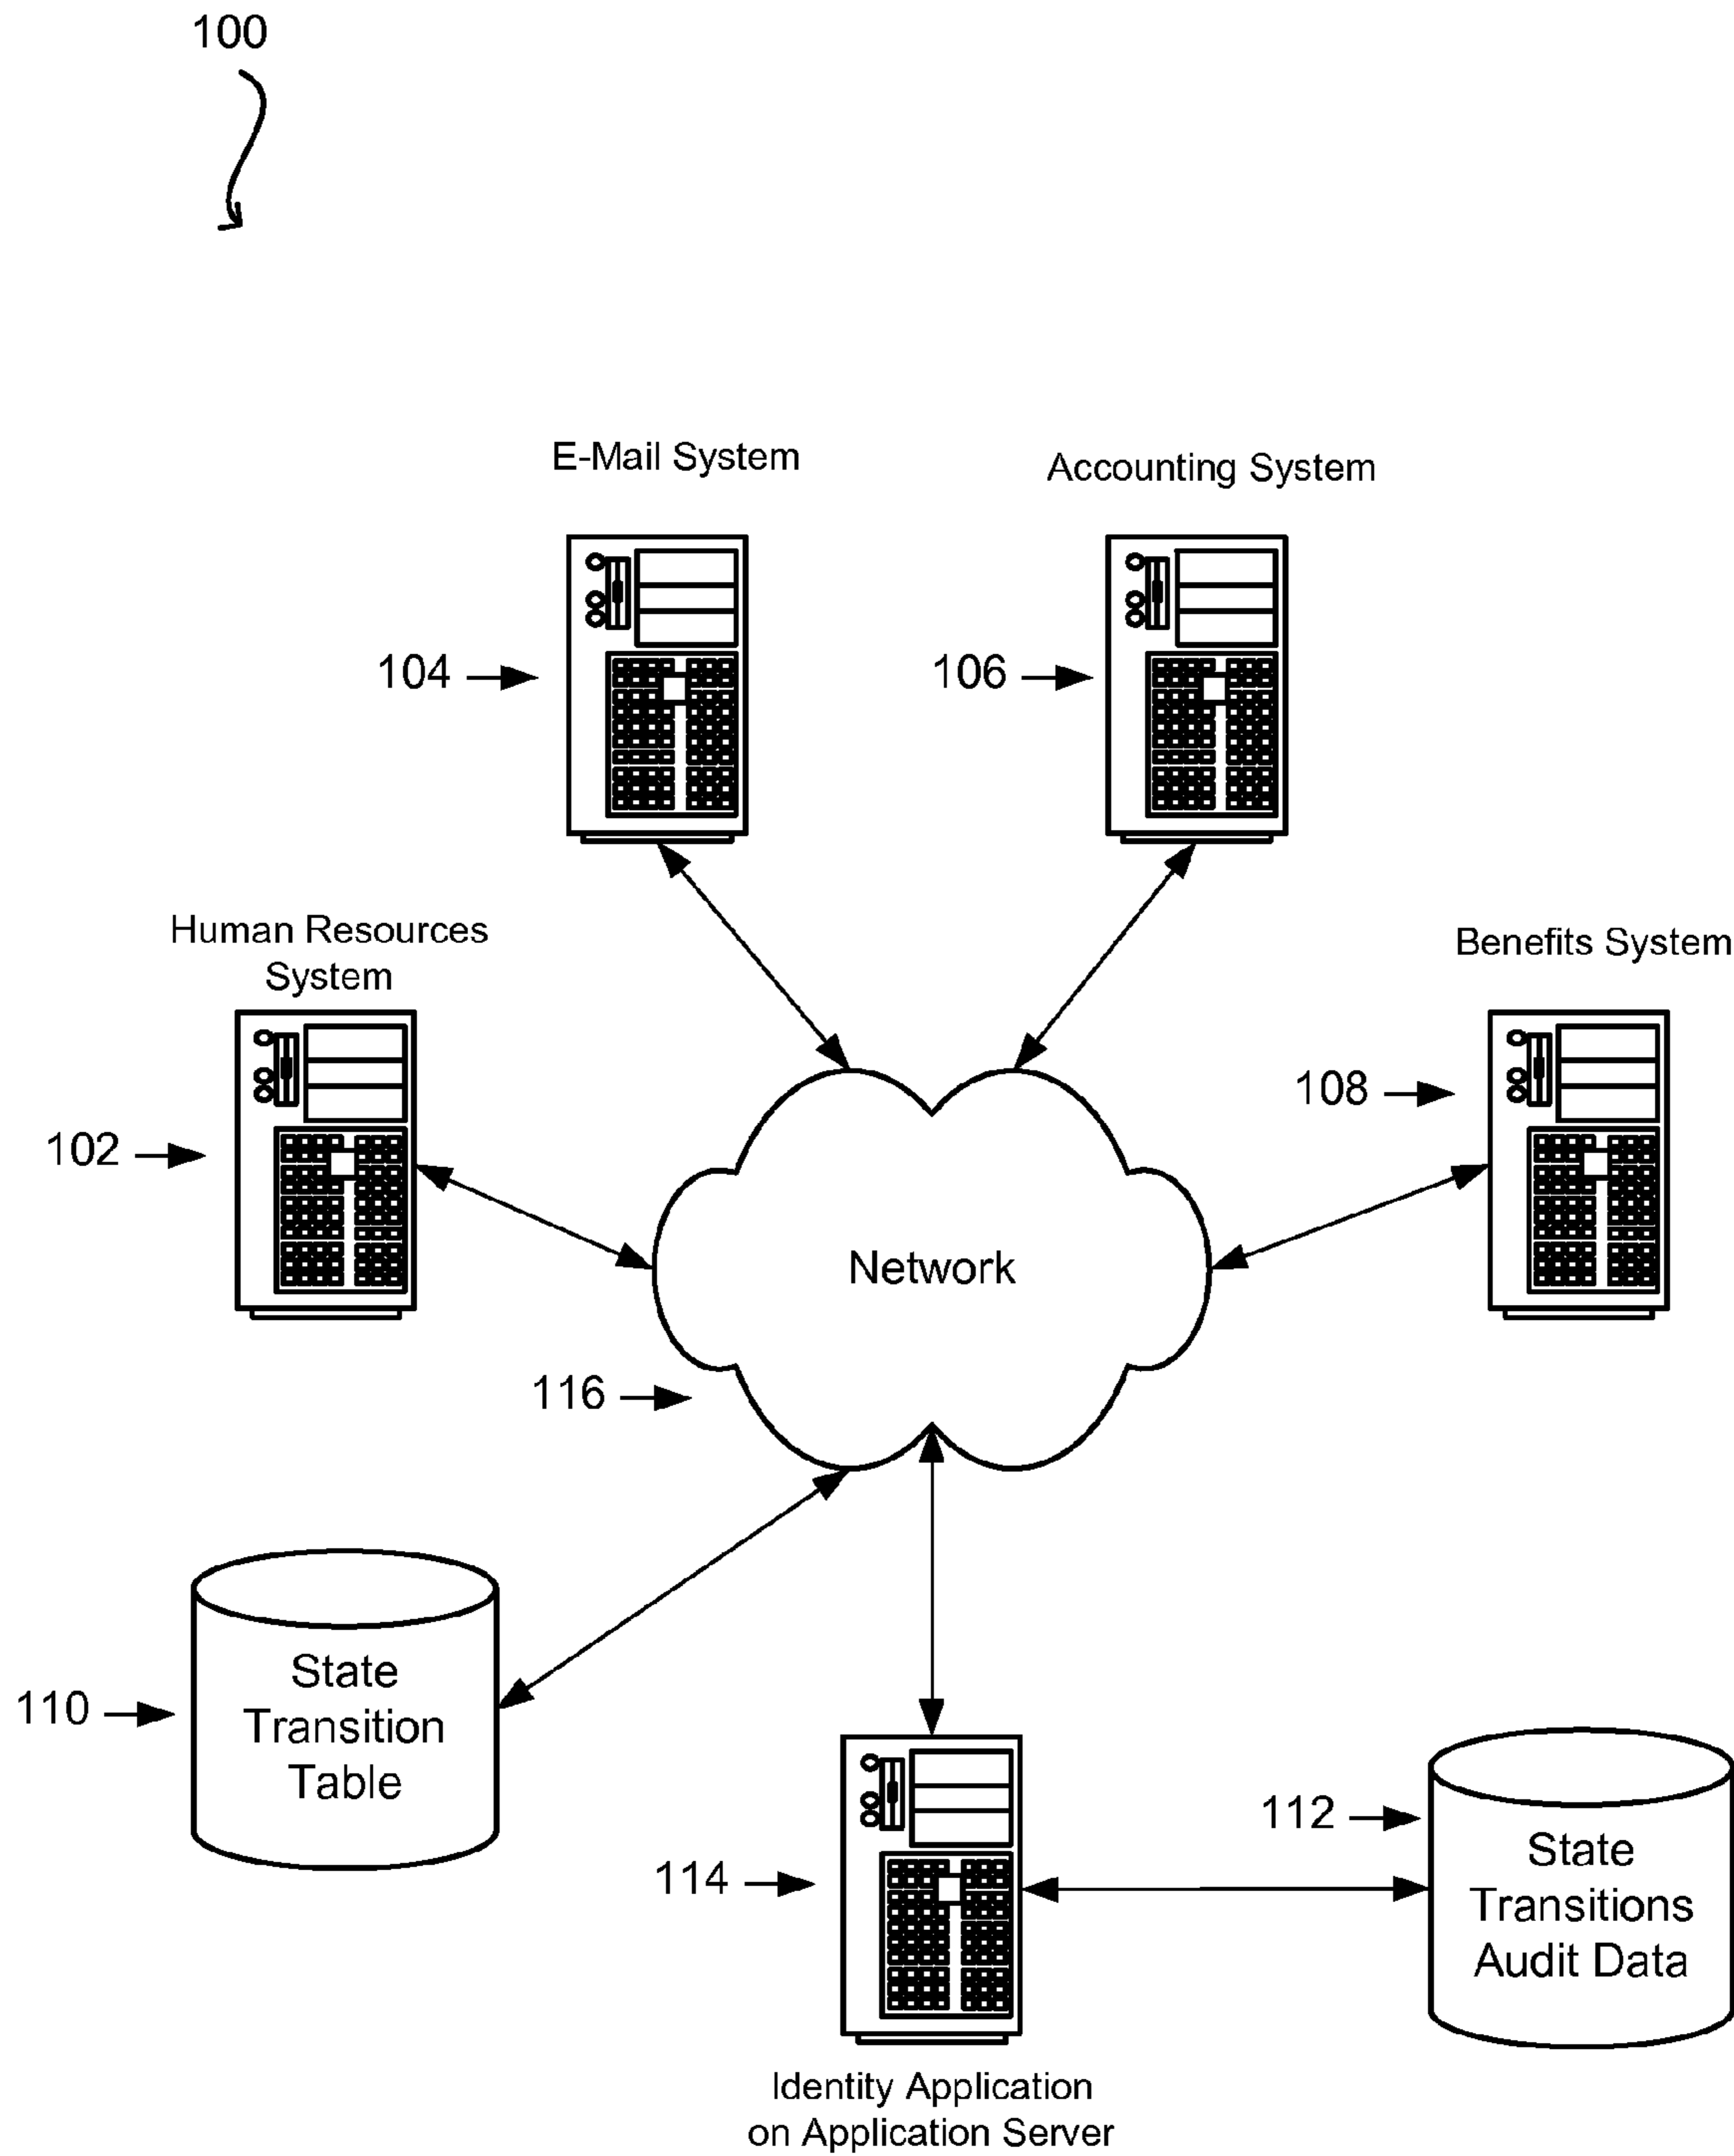 100
E-Mail System
Accounting System
104
106
Human Resources
System
Benefits System
108
102
Network
116
State
Transition
Table
110
112
State
Transitions
Audit Data
114
Identity Application
on Application Server